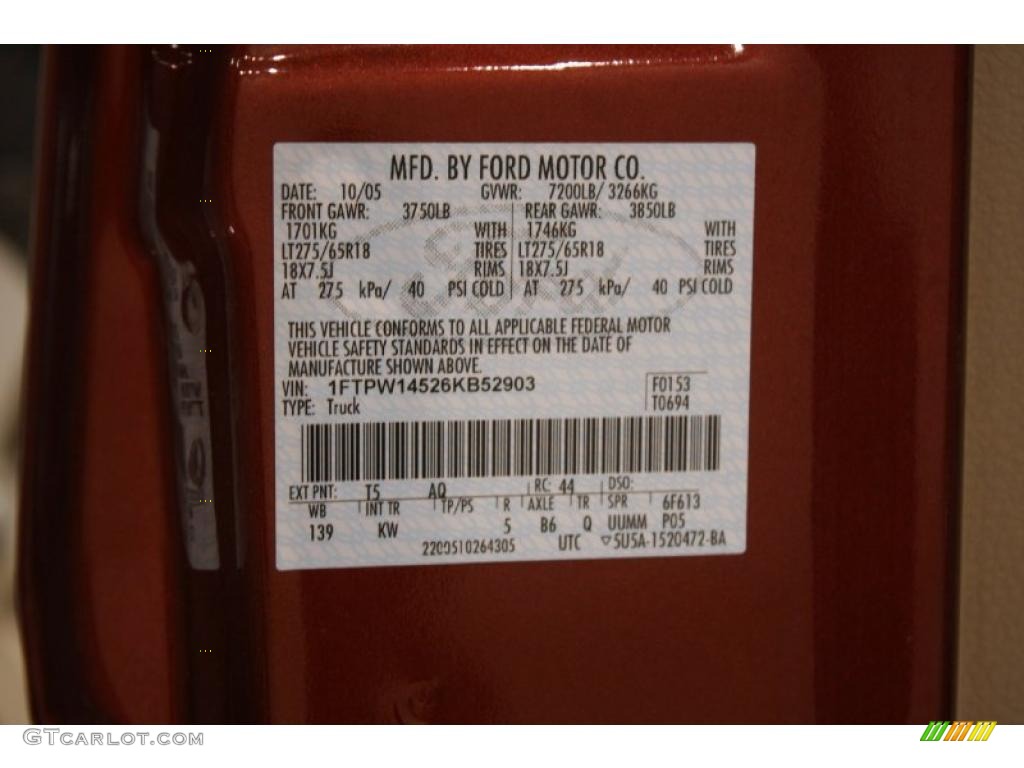 MFD. BY FORD MOTOR CO.
DATE: 10/05 GVWR: 7200LB/ 3266KG
FRONT GAWR: 3750LB REAR GAWR: 3850LB
1701KG WITH 1746KG WITH
LT275/65R18 TIRES LT275/65R18 TIRES
18X7.5J RIMS 18X7.5J RIMS
AT 275 kPa/ 40 PSI COLD AT 275 kPa/ 40 PSI COLD
THIS VEHICLE CONFORMS TO ALL APPLICABLE FEDERAL MOTOR
VEHICLE SAFETY STANDARDS IN EFFECT ON THE DATE OF
MANUFACTURE SHOWN ABOVE.
VIN: 1FTPW14526KB52903 F0153
TYPE: Truck T0694
EXT PNT: T5 AQ RC: 44 DSO:
WB INT TR TP/PS R AXLE TR SPR 6F613
139 KW 5 B6 Q UUMM P05
2200510264305 UTC ▽5U5A-1520472-BA
GTCARLOT.COM